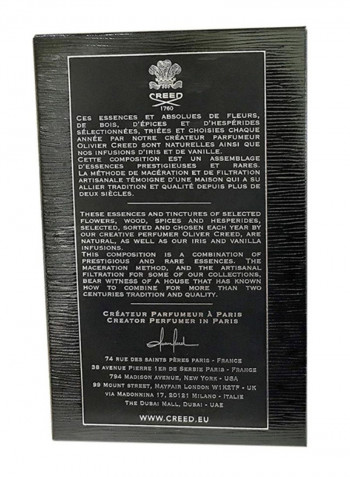 CREED
1760
CES ESSENCES ET ABSOLUES DE FLEURS,
DE BOIS, D'ÉPICES ET D'HESPÉRIDES
SÉLECTIONNÉES, TRIÉES ET CHOISIES CHAQUE
ANNÉE PAR NOTRE CRÉATEUR PARFUMEUR
OLIVIER CREED SONT NATURELLES AINSI QUE
NOS INFUSIONS D'IRIS ET DE VANILLE.
CETTE COMPOSITION EST UN ASSEMBLAGE
D'ESSENCES PRESTIGIEUSES ET RARES.
LA MÉTHODE DE MACÉRATION ET DE FILTRATION
ARTISANALE TÉMOIGNE D'UNE MAISON QUI A SU
ALLIER TRADITION ET QUALITÉ DEPUIS PLUS DE
DEUX SIÈCLES.
THESE ESSENCES AND TINCTURES OF SELECTED
FLOWERS, WOOD, SPICES AND HESPERIDES,
SELECTED, SORTED AND CHOSEN EACH YEAR BY
OUR CREATIVE PERFUMER OLIVER CREED, ARE
NATURAL, AS WELL AS OUR IRIS AND VANILLA
INFUSIONS.
THIS COMPOSITION IS A COMBINATION OF
PRESTIGIOUS AND RARE ESSENCES. THE
MACERATION METHOD, AND THE ARTISANAL
FILTRATION FOR SOME OF OUR COLLECTIONS,
BEAR WITNESS OF A HOUSE THAT HAS KNOWN
HOW TO COMBINE FOR MORE THAN TWO
CENTURIES TRADITION AND QUALITY.
CRÉATEUR PARFUMEUR À PARIS
CREATOR PERFUMER IN PARIS
74 RUE DES SAINTS PÈRES PARIS - FRANCE
38 AVENUE PIERRE 1ER DE SERBIE PARIS - FRANCE
794 MADISON AVENUE, NEW YORK - USA
99 MOUNT STREET, MAYFAIR LONDON W1K2TF - UK
VIA MADONNINA 17, 20121 MILANO - ITALIE
THE DUBAI MALL, DUBAI - UAE
WWW.CREED.EU